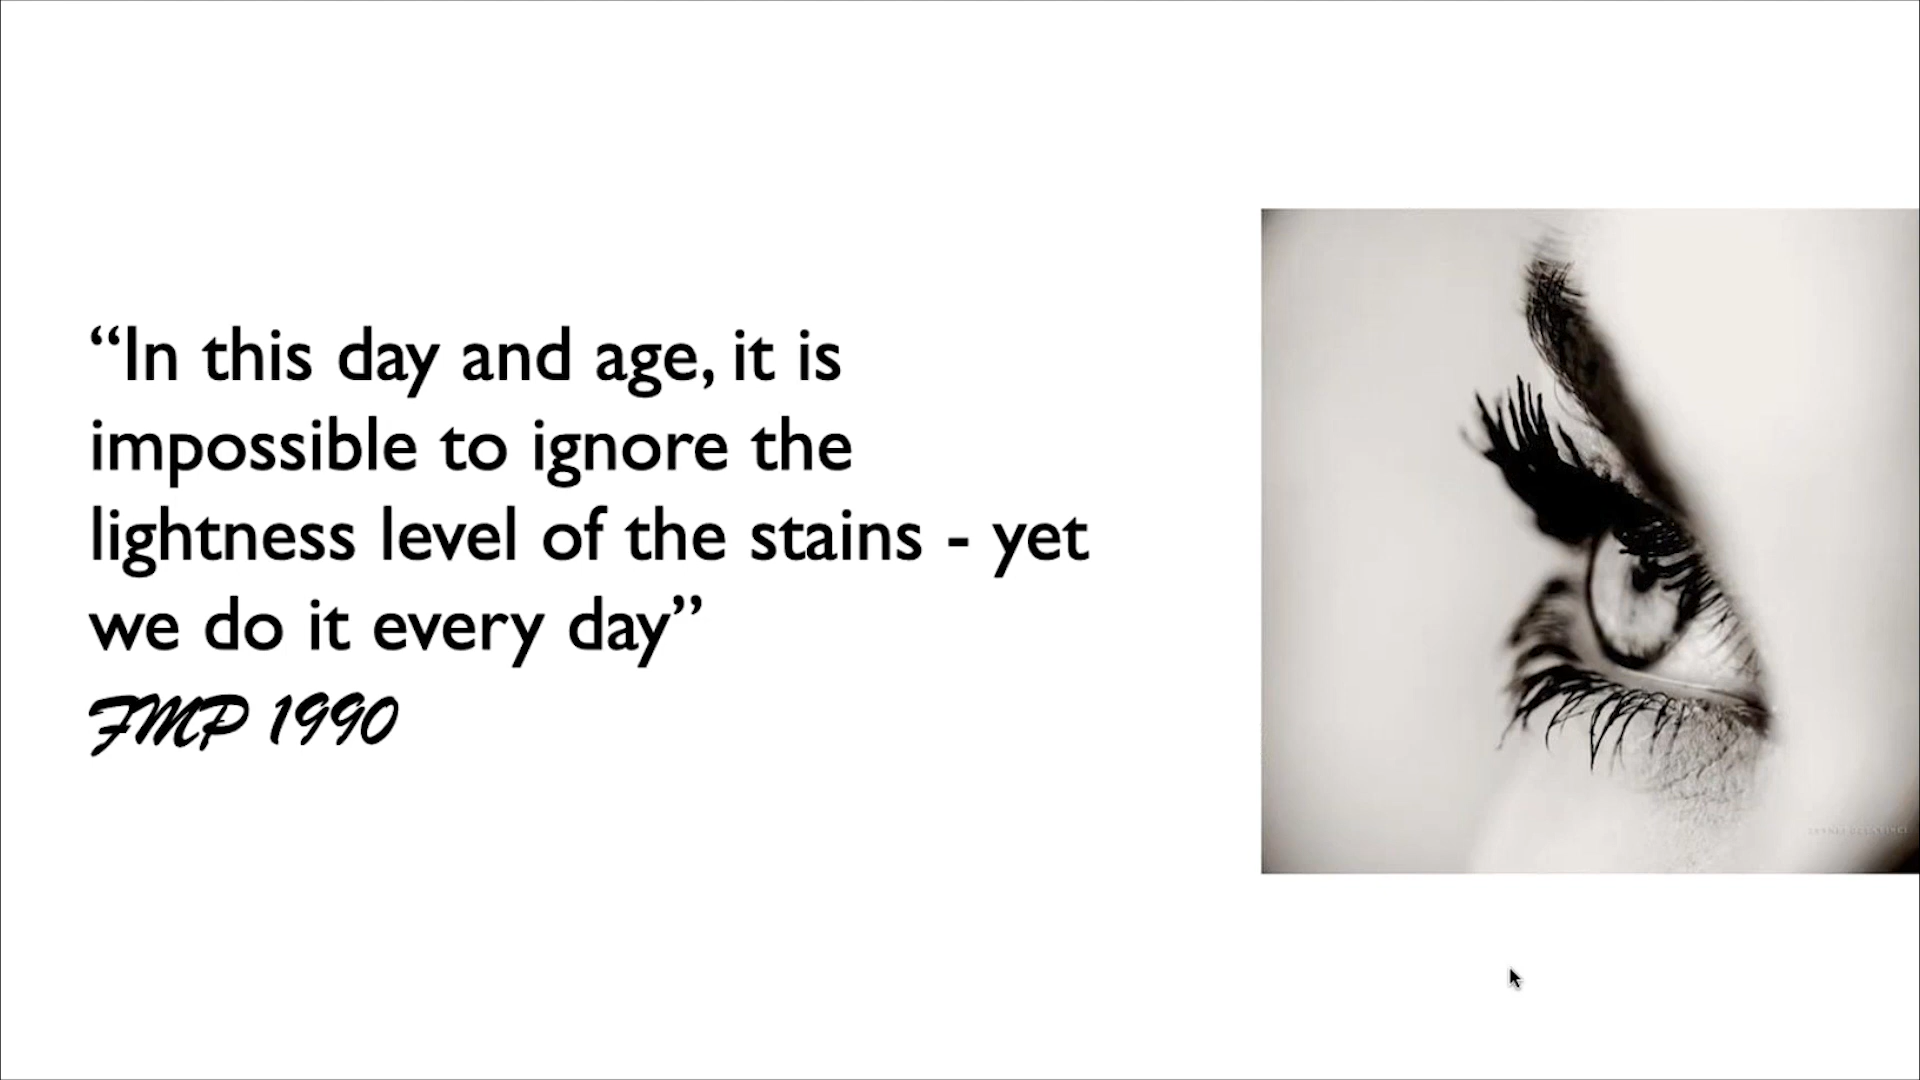 “In this day and age, it is
impossible to ignore the
lightness level of the stains - yet
we do it every day”
FMP 1990